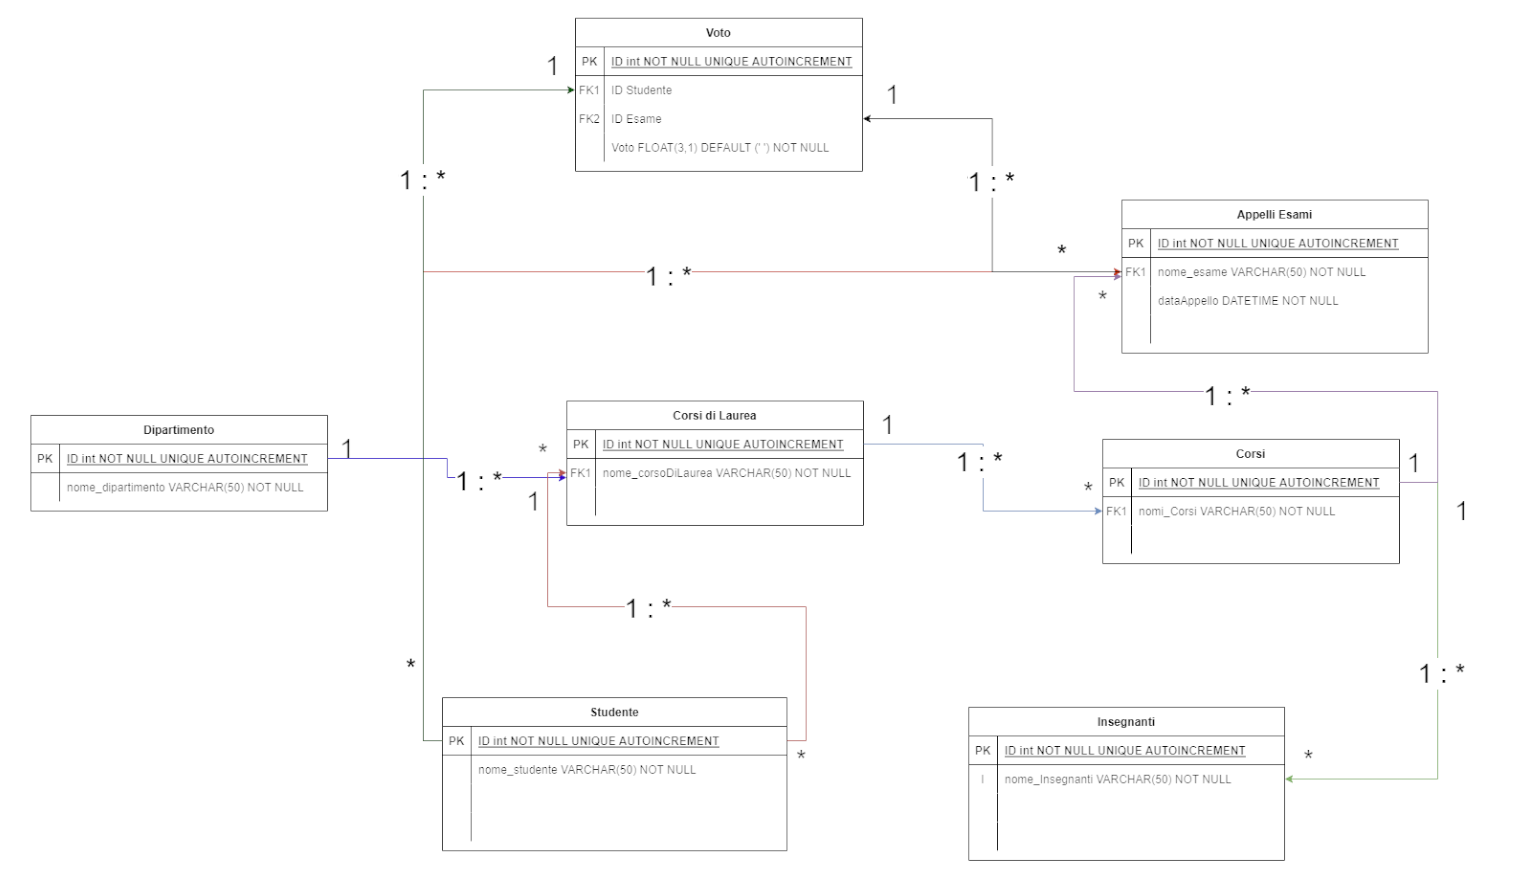 Voto
PK ID int NOT NULL UNIQUE AUTOINCREMENT
FK1 ID Studente
FK2 ID Esame
Voto FLOAT(3,1) DEFAULT (' ') NOT NULL
1
1
1 : *
1 : *
Appelli Esami
PK ID int NOT NULL UNIQUE AUTOINCREMENT
FK1 nome_esame VARCHAR(50) NOT NULL
dataAppello DATETIME NOT NULL
*
1 : *
*
1 : *
Dipartimento
PK ID int NOT NULL UNIQUE AUTOINCREMENT
nome_dipartimento VARCHAR(50) NOT NULL
1
1 : *
Corsi di Laurea
PK ID int NOT NULL UNIQUE AUTOINCREMENT
FK1 nome_corsoDiLaurea VARCHAR(50) NOT NULL
*
1
1
1 : *
*
Corsi
PK ID int NOT NULL UNIQUE AUTOINCREMENT
FK1 nomi_Corsi VARCHAR(50) NOT NULL
1
1
1 : *
1 : *
*
Studente
PK ID int NOT NULL UNIQUE AUTOINCREMENT
nome_studente VARCHAR(50) NOT NULL
*
Insegnanti
PK ID int NOT NULL UNIQUE AUTOINCREMENT
I nome_Insegnanti VARCHAR(50) NOT NULL
*